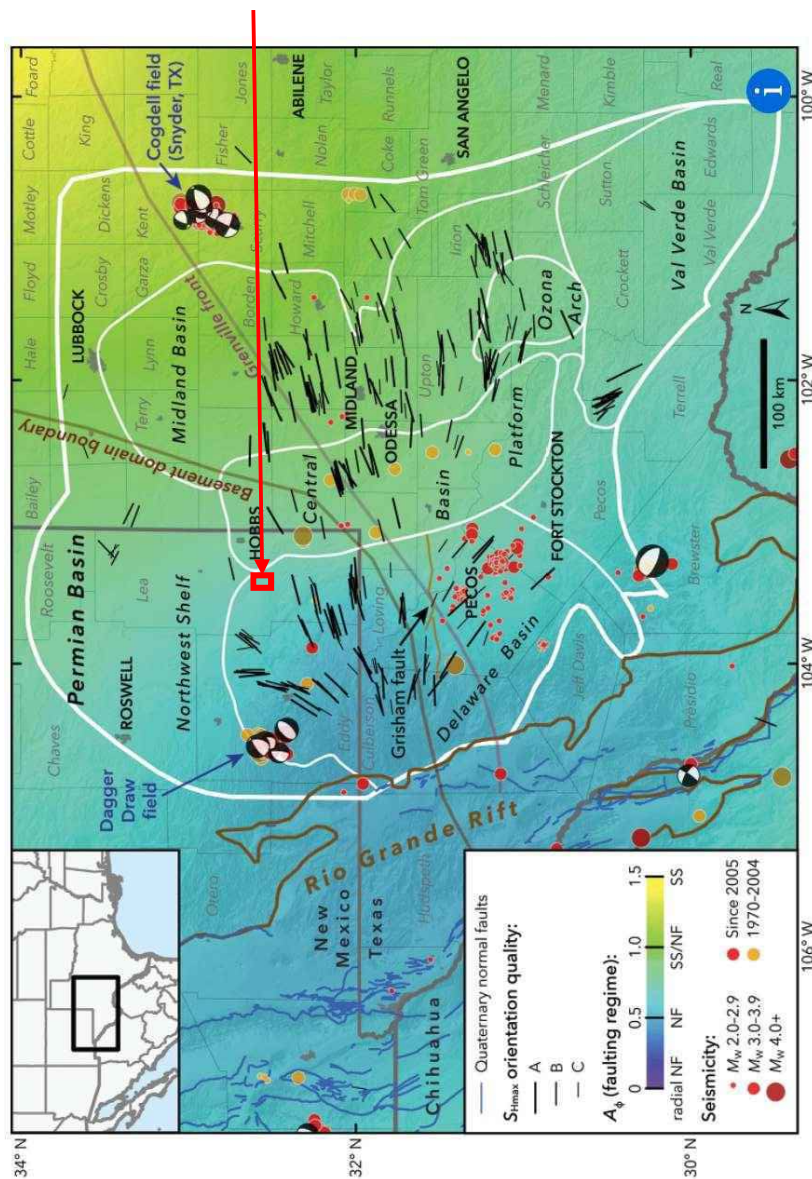 34° N
32° N
30° N
106° W
104° W
102° W
100° W
Chaves
Roosevelt
Bailey
Hale
Floyd
Motley
Cottle
Foard
Permian Basin
LUBBOCK
Crosby
Dickens
King
ROSWELL
Lea
Terry
Lynn
Garza
Kent
Cogdell field
(Snyder, TX)
Dagger
Draw
field
Northwest Shelf
Midland Basin
Basement domain boundary
Grenville front
Otero
HOBBS
Borden
Scurry
Fisher
Jones
Howard
Mitchell
Nolan
Taylor
ABILENE
New
Mexico
Texas
Eddy
Culberson
Loving
Central
Basin
Platform
MIDLAND
ODESSA
Coke
Runnels
Rio Grande Rift
Hudspeth
Chihuahua
Grisham fault
Delaware Basin
PECOS
Upton
Irion
Tom Green
SAN ANGELO
Jeff Davis
FORT STOCKTON
Ozona
Arch
Schleicher
Menard
Pecos
Crockett
Sutton
Kimble
Presidio
Brewster
Terrell
Val Verde
Edwards
Real
Val Verde Basin
100 km
N
i
Quaternary normal faults
SHmax orientation quality:
A
B
C
Aϕ (faulting regime):
0
0.5
1.0
1.5
radial NF
NF
SS/NF
SS
Seismicity:
Mw 2.0–2.9
Mw 3.0–3.9
Mw 4.0+
Since 2005
1970–2004